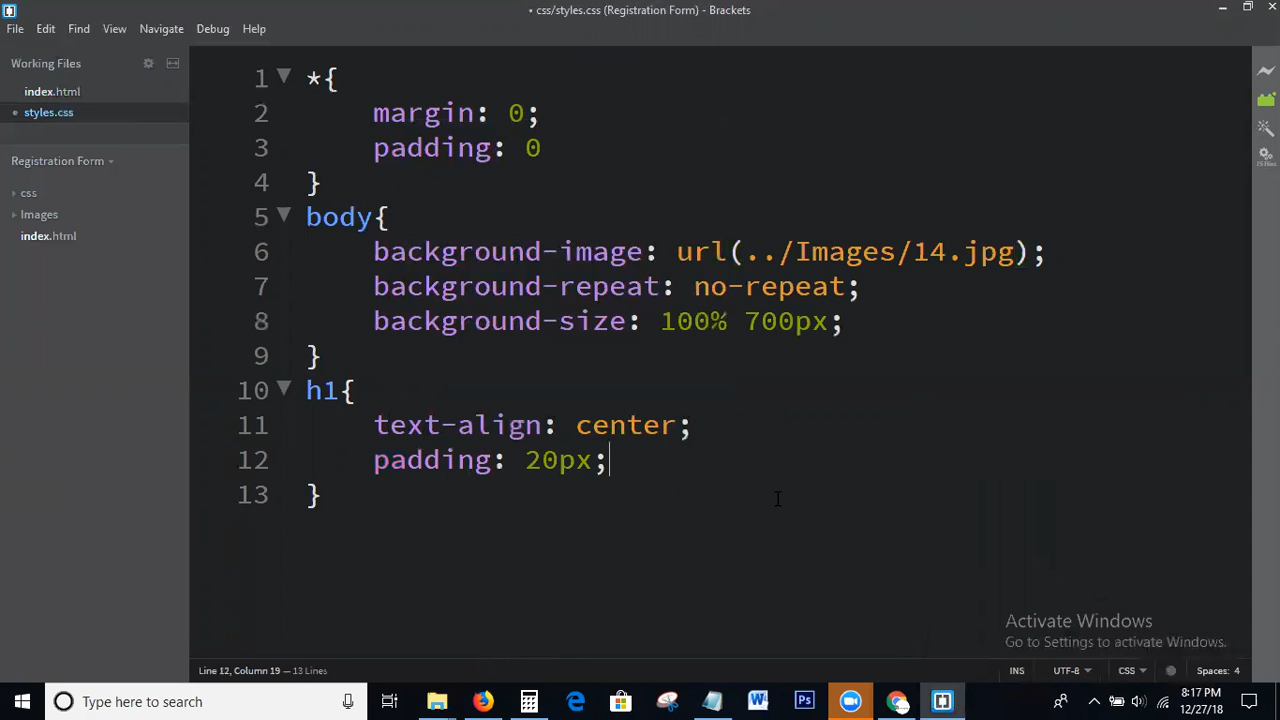 • css/styles.css (Registration Form) - Brackets
File Edit Find View Navigate Debug Help
Working Files
index.html
• styles.css
Registration Form
css
Images
index.html
1 *{
2 margin: 0;
3 padding: 0
4 }
5 body{
6 background-image: url(../Images/14.jpg);
7 background-repeat: no-repeat;
8 background-size: 100% 700px;
9 }
10 h1{
11 text-align: center;
12 padding: 20px;
13 }
Activate Windows
Go to Settings to activate Windows.
Line 12, Column 19 — 13 Lines
INS UTF-8 CSS Spaces: 4
Type here to search
8:17 PM
12/27/18